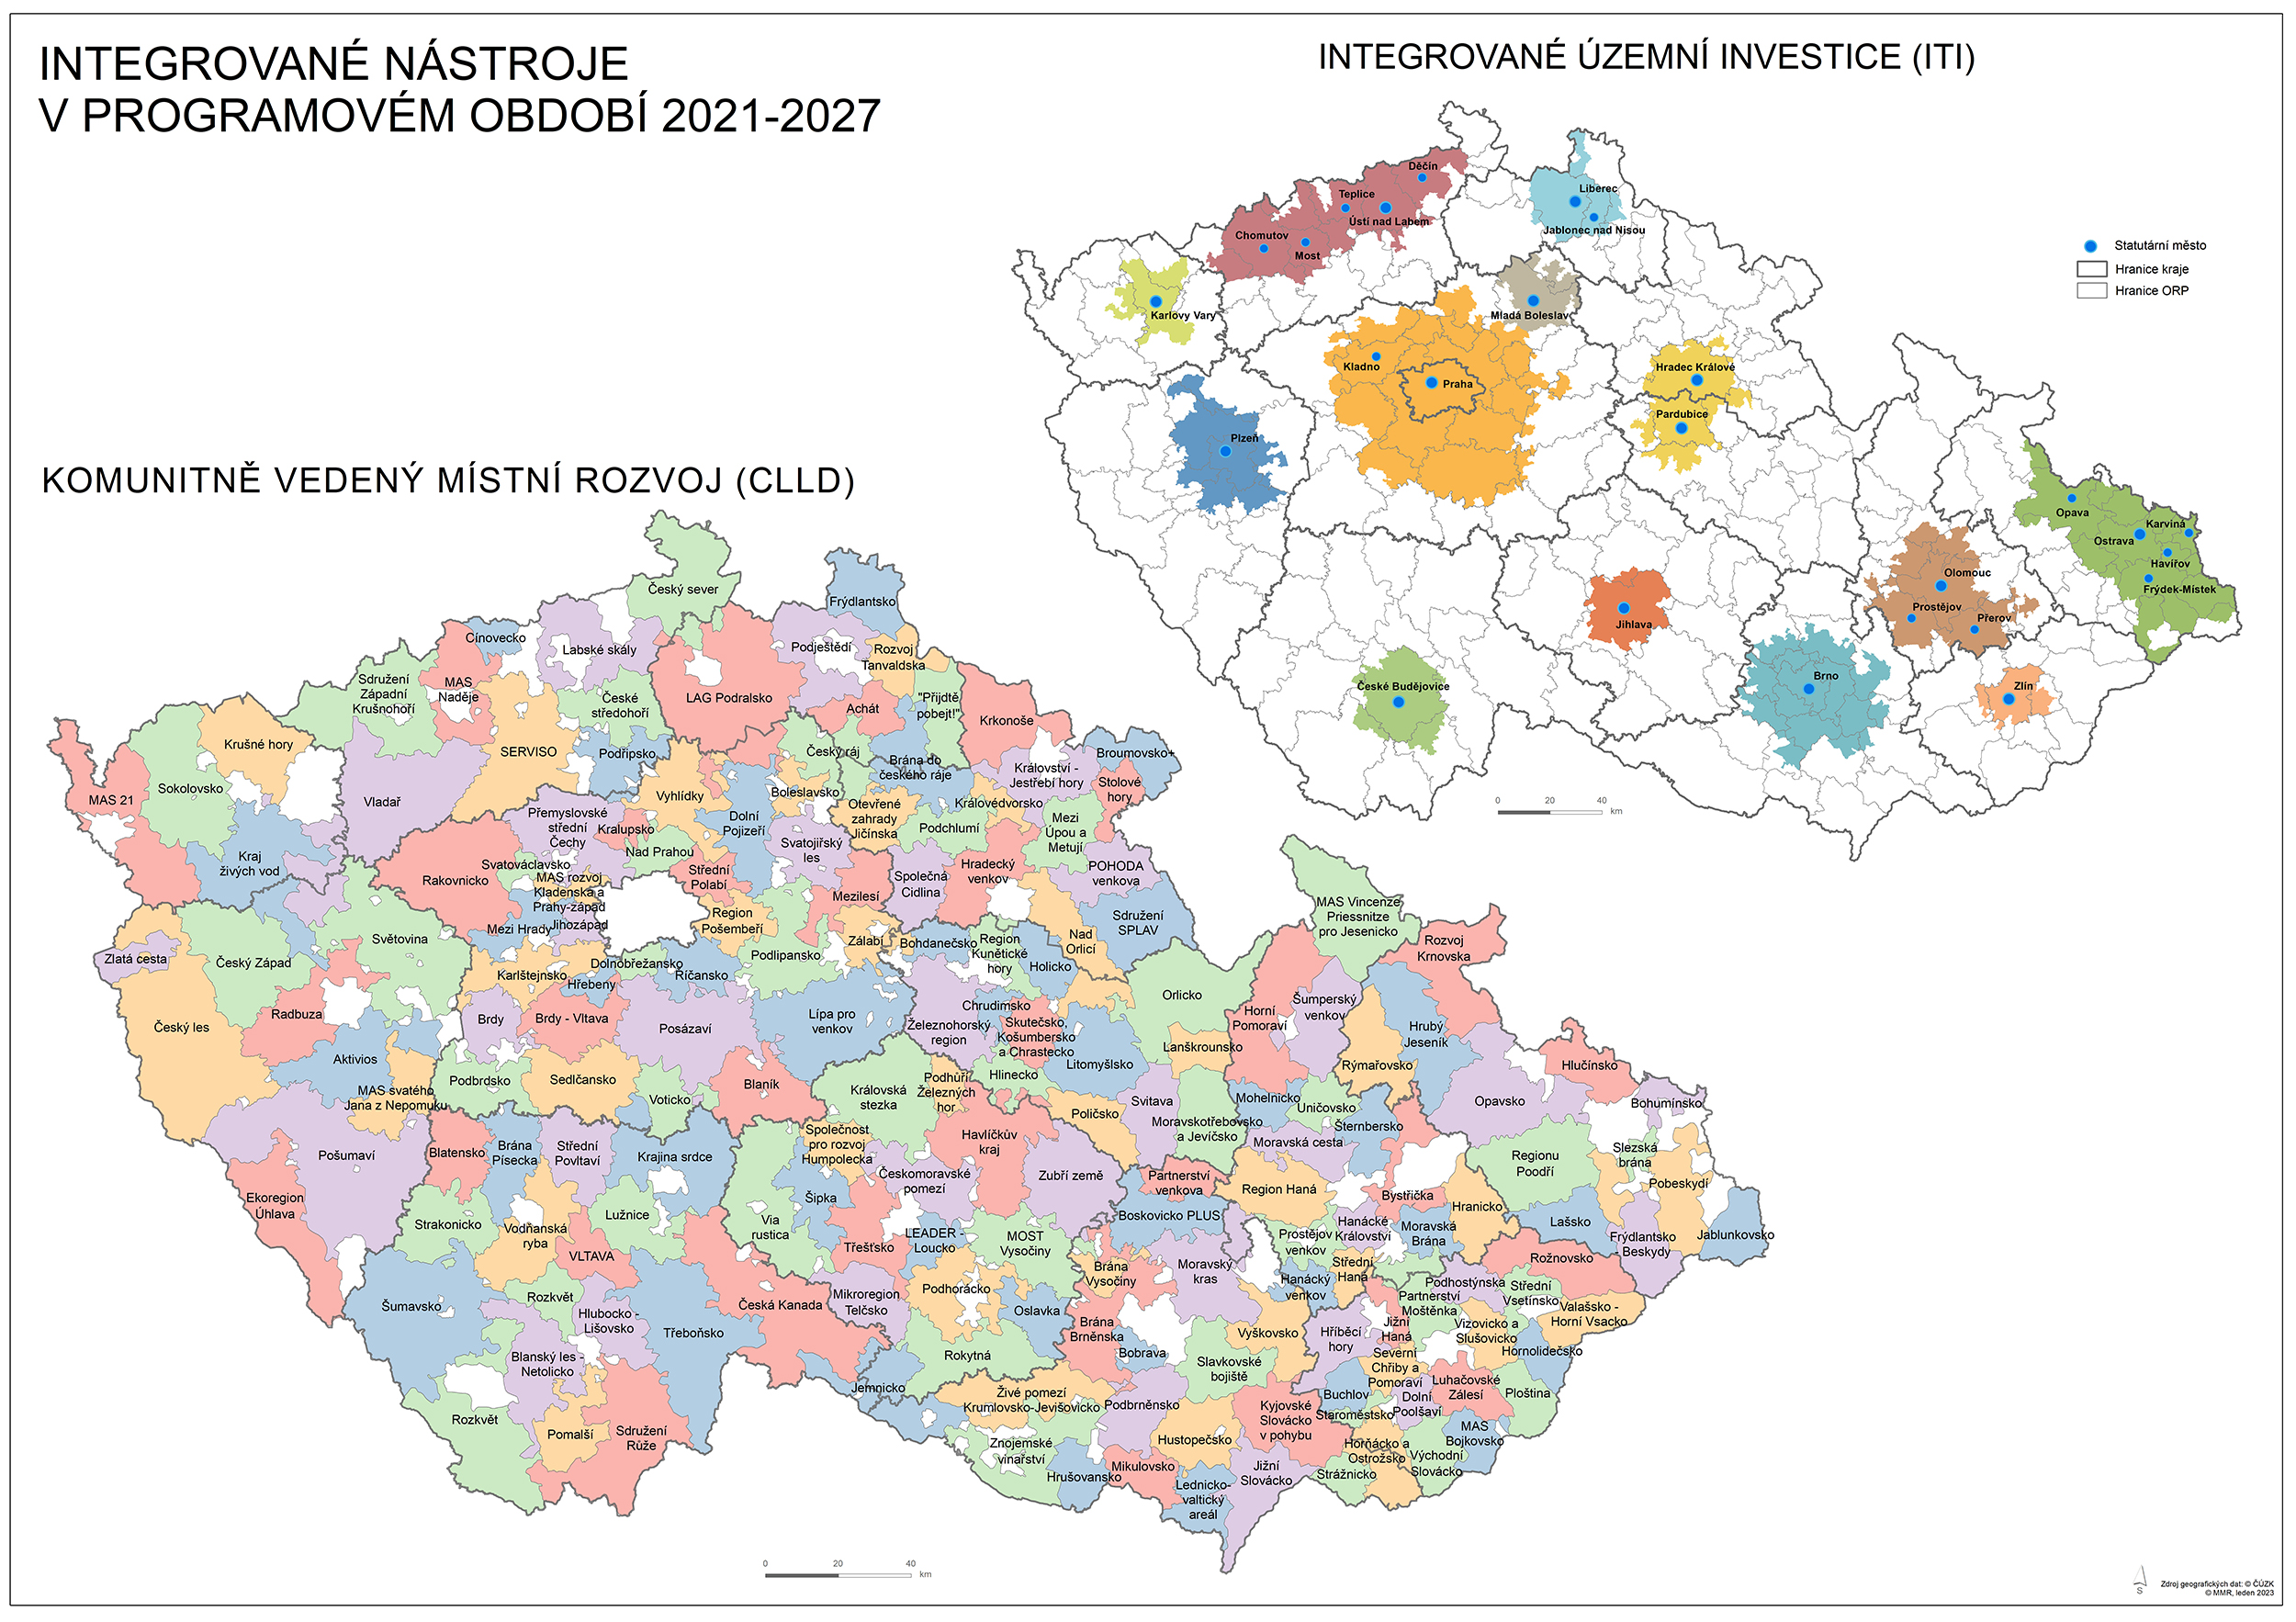 INTEGROVANÉ NÁSTROJE
V PROGRAMOVÉM OBDOBÍ 2021-2027
INTEGROVANÉ ÚZEMNÍ INVESTICE (ITI)
Děčín
Teplice
Ústí nad Labem
Chomutov
Most
Liberec
Jablonec nad Nisou
Karlovy Vary
Mladá Boleslav
Kladno
Praha
Hradec Králové
Pardubice
Plzeň
Opava
Karviná
Ostrava
Havířov
Frýdek-Místek
Olomouc
Prostějov
Přerov
Jihlava
Brno
Zlín
České Budějovice
Statutární město
Hranice kraje
Hranice ORP
0 20 40
km
KOMUNITNĚ VEDENÝ MÍSTNÍ ROZVOJ (CLLD)
Český sever
Frýdlantsko
Cínovecko
Labské skály
Podještědí
Rozvoj
Tanvaldska
Sdružení
Západní
Krušnohoří
MAS
Naděje
České
středohoří
LAG Podralsko
Achát
"Přijdtě
pobejt!"
Krkonoše
Krušné hory
SERVISO
Podřipsko
Český ráj
Brána do
českého ráje
Království -
Jestřebí hory
Broumovsko+
Stolové
hory
MAS 21
Sokolovsko
Vladař
Vyhlídky
Boleslavsko
Otevřené
zahrady
Jičínska
Královédvorsko
Podchlumí
Mezi
Úpou a
Metují
Přemyslovské
střední
Čechy
Kralupsko
Dolní
Pojizeří
Nad Prahou
Svatojiřský
les
Kraj
živých vod
Rakovnicko
Svatováclavsko
MAS rozvoj
Kladenska a
Prahy-západ
Střední
Polabí
Mezilesí
Společná
Cidlina
Hradecký
venkov
POHODA
venkova
Mezi Hrady
Jihozápad
Region
Pošembeří
Zálabí
Bohdanečsko
Region
Kunětické
hory
Nad
Orlicí
Sdružení
SPLAV
Holicko
MAS Vincenze
Priessnitze
pro Jesenicko
Rozvoj
Krnovska
Zlatá cesta
Český Západ
Světovina
Karlštejnsko
Dolnobřežansko
Říčansko
Hřebeny
Podlipansko
Orlicko
Český les
Radbuza
Brdy
Brdy - Vltava
Posázaví
Lípa pro
venkov
Železnohorský
region
Chrudimsko
Skutečsko,
Košumbersko
a Chrastecko
Litomyšlsko
Lanškrounsko
Horní
Pomoraví
Šumperský
venkov
Hrubý
Jeseník
Rýmařovsko
Hlučínsko
Aktivios
MAS svatého
Jana z Nepomuku
Podbrdsko
Sedlčansko
Voticko
Blaník
Královská
stezka
Podhůří
Železných
hor
Hlinecko
Poličsko
Svitava
Moravskotřebovsko
a Jevíčsko
Mohelnicko
Uničovsko
Šternbersko
Moravská cesta
Opavsko
Bohumínsko
Pošumaví
Blatensko
Brána
Písecka
Střední
Povltaví
Krajina srdce
Společnost
pro rozvoj
Humpolecka
Havlíčkův
kraj
Českomoravské
pomezí
Zubří země
Partnerství
venkova
Region Haná
Bystřička
Hranicko
Regionu
Poodří
Slezská
brána
Pobeskydí
Ekoregion
Úhlava
Strakonicko
Vodňanská
ryba
Lužnice
Šipka
Via
rustica
Třešťsko
LEADER -
Loucko
MOST
Vysočiny
Boskovicko PLUS
Prostějov
venkov
Hanácké
Království
Moravská
Brána
Lašsko
Frýdlantsko
Beskydy
Jablunkovsko
VLTAVA
Rožnovsko
Střední
Haná
Hanácký
venkov
Moravský
kras
Brána
Vysočiny
Podhorácko
Oslavka
Mikroregion
Telčsko
Česká Kanada
Šumavsko
Rozkvět
Hlubocko -
Lišovsko
Třeboňsko
Podhostýnska
Partnerství
Moštěnka
Střední
Vsetínsko
Valašsko -
Horní Vsacko
Brána
Brněnska
Bobrava
Vyškovsko
Hříběcí
hory
Jižní
Haná
Vizovicko a
Slušovicko
Hornolidečsko
Blanský les -
Netolicko
Rokytná
Slavkovské
bojiště
Severní
Chřiby a
Pomoraví
Luhačovské
Zálesí
Ploština
Jemnicko
Živé pomezí
Krumlovsko-Jevišovicko
Podbrněnsko
Buchlov
Dolní
Poolšaví
Rozkvět
Pomalší
Sdružení
Růže
Kyjovské
Slovácko
v pohybu
Staroměstsko
MAS
Bojkovsko
Znojemské
vinařství
Hustopečsko
Horňácko a
Ostrožsko
Východní
Slovácko
Hrušovansko
Mikulovsko
Jižní
Slovácko
Strážnicko
Lednicko-
valtický
areál
0 20 40
km
S
Zdroj geografických dat: © ČÚZK
© MMR, leden 2023